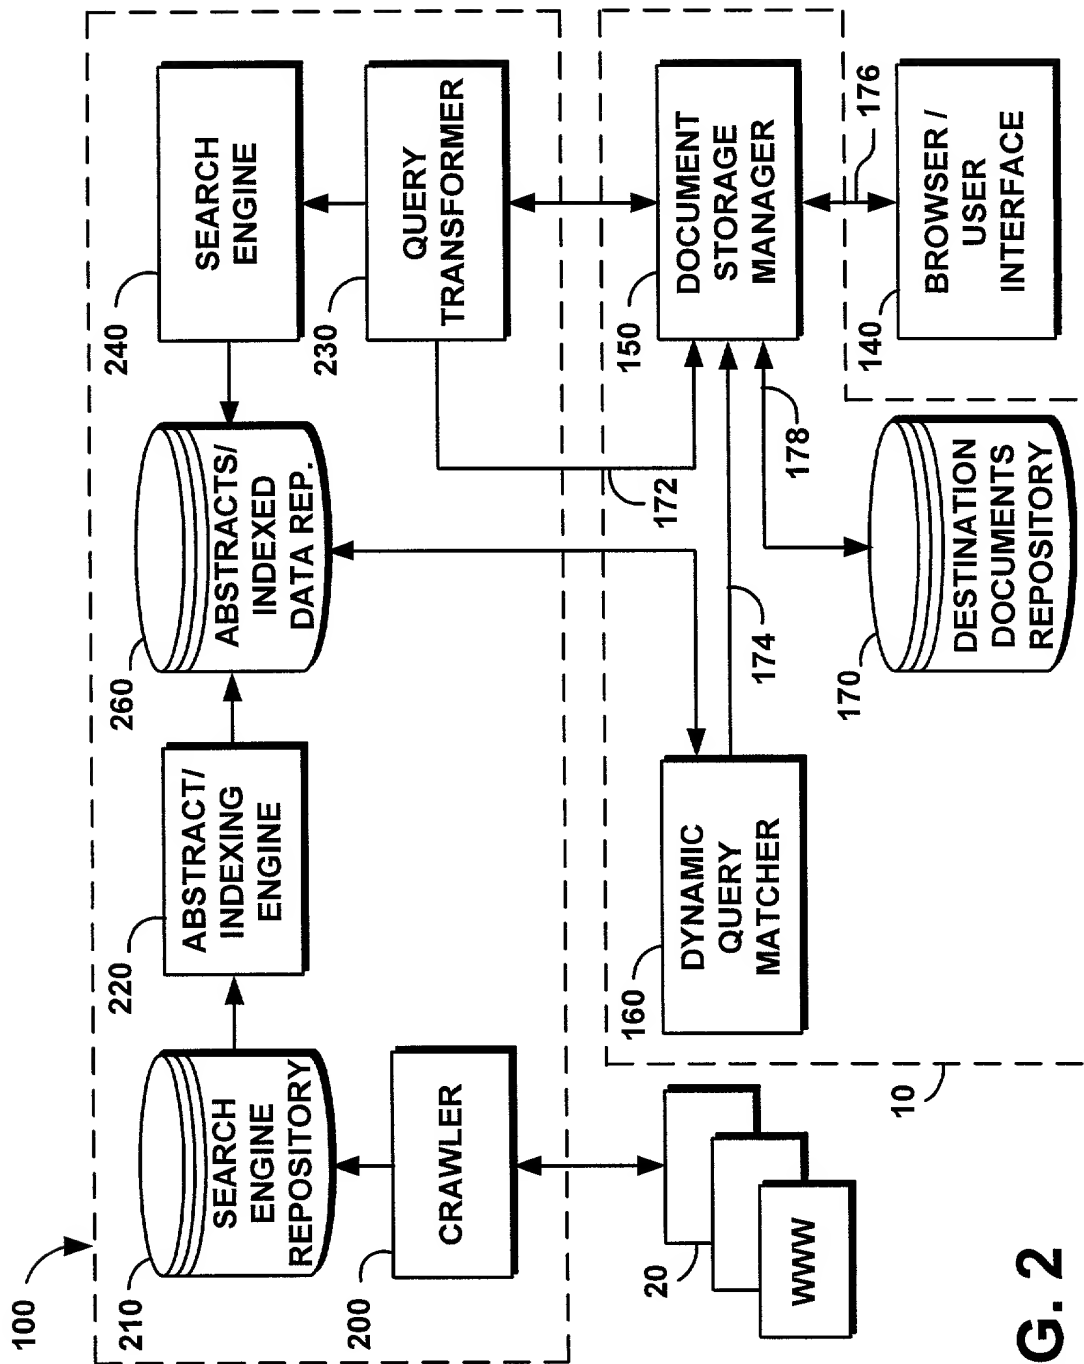 100
210
SEARCH
ENGINE
REPOSITORY
220
ABSTRACT/
INDEXING
ENGINE
260
ABSTRACTS/
INDEXED
DATA REP.
240
SEARCH
ENGINE
200
CRAWLER
230
QUERY
TRANSFORMER
172
20
WWW
160
DYNAMIC
QUERY
MATCHER
174
178
150
DOCUMENT
STORAGE
MANAGER
176
10
170
DESTINATION
DOCUMENTS
REPOSITORY
140
BROWSER /
USER
INTERFACE
G. 2